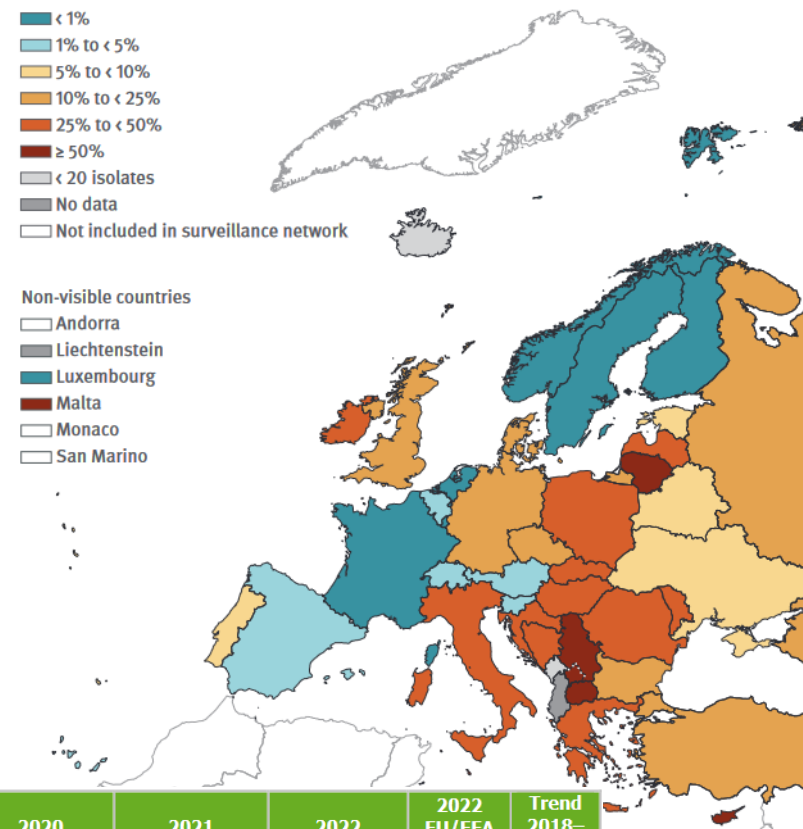 < 1%
1% to < 5%
5% to < 10%
10% to < 25%
25% to < 50%
≥ 50%
< 20 isolates
No data
Not included in surveillance network
Non-visible countries
Andorra
Liechtenstein
Luxembourg
Malta
Monaco
San Marino
2020 2021 2022 2022 EU/EEA Trend 2018–